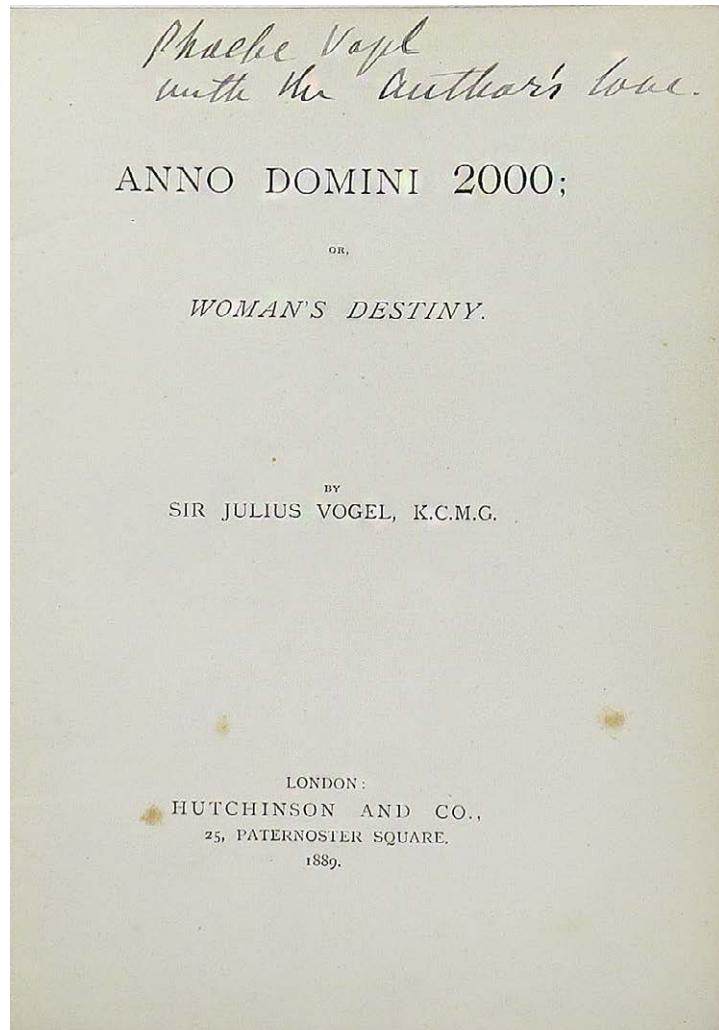 Phoebe Vogel
with the Author's love.
ANNO DOMINI 2000;
OR,
WOMAN'S DESTINY.
BY
SIR JULIUS VOGEL, K.C.M.G.
LONDON:
HUTCHINSON AND CO.,
25, PATERNOSTER SQUARE.
1889.